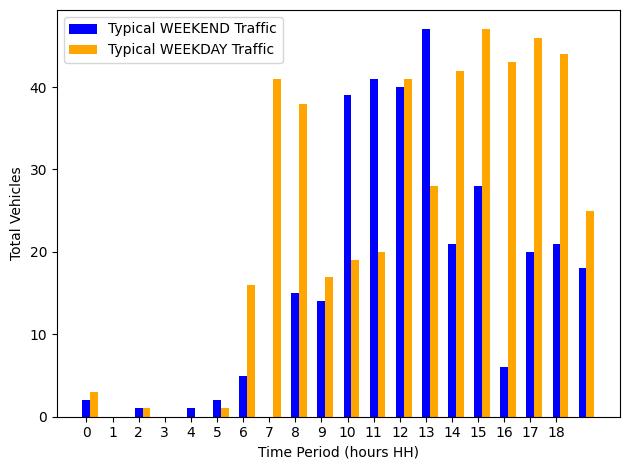 Typical WEEKEND Traffic
Typical WEEKDAY Traffic
40
30
20
10
0
0 1 2 3 4 5 6 7 8 9 10 11 12 13 14 15 16 17 18
Total Vehicles
Time Period (hours HH)